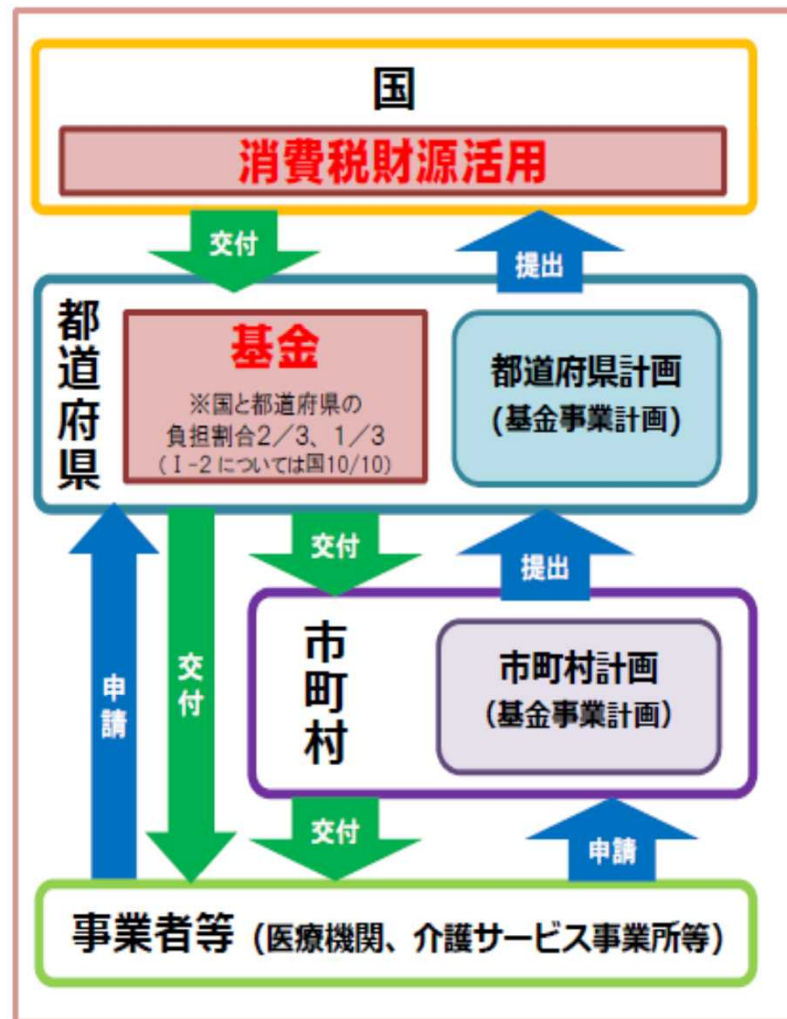 国
消費税財源活用
交付
提出
都道府県
基金
※国と都道府県の
負担割合2／3、1／3
(Ⅰ-2については国10/10)
都道府県計画
(基金事業計画)
交付
提出
申請
交付
市町村
市町村計画
(基金事業計画)
交付
申請
事業者等 (医療機関、介護サービス事業所等)